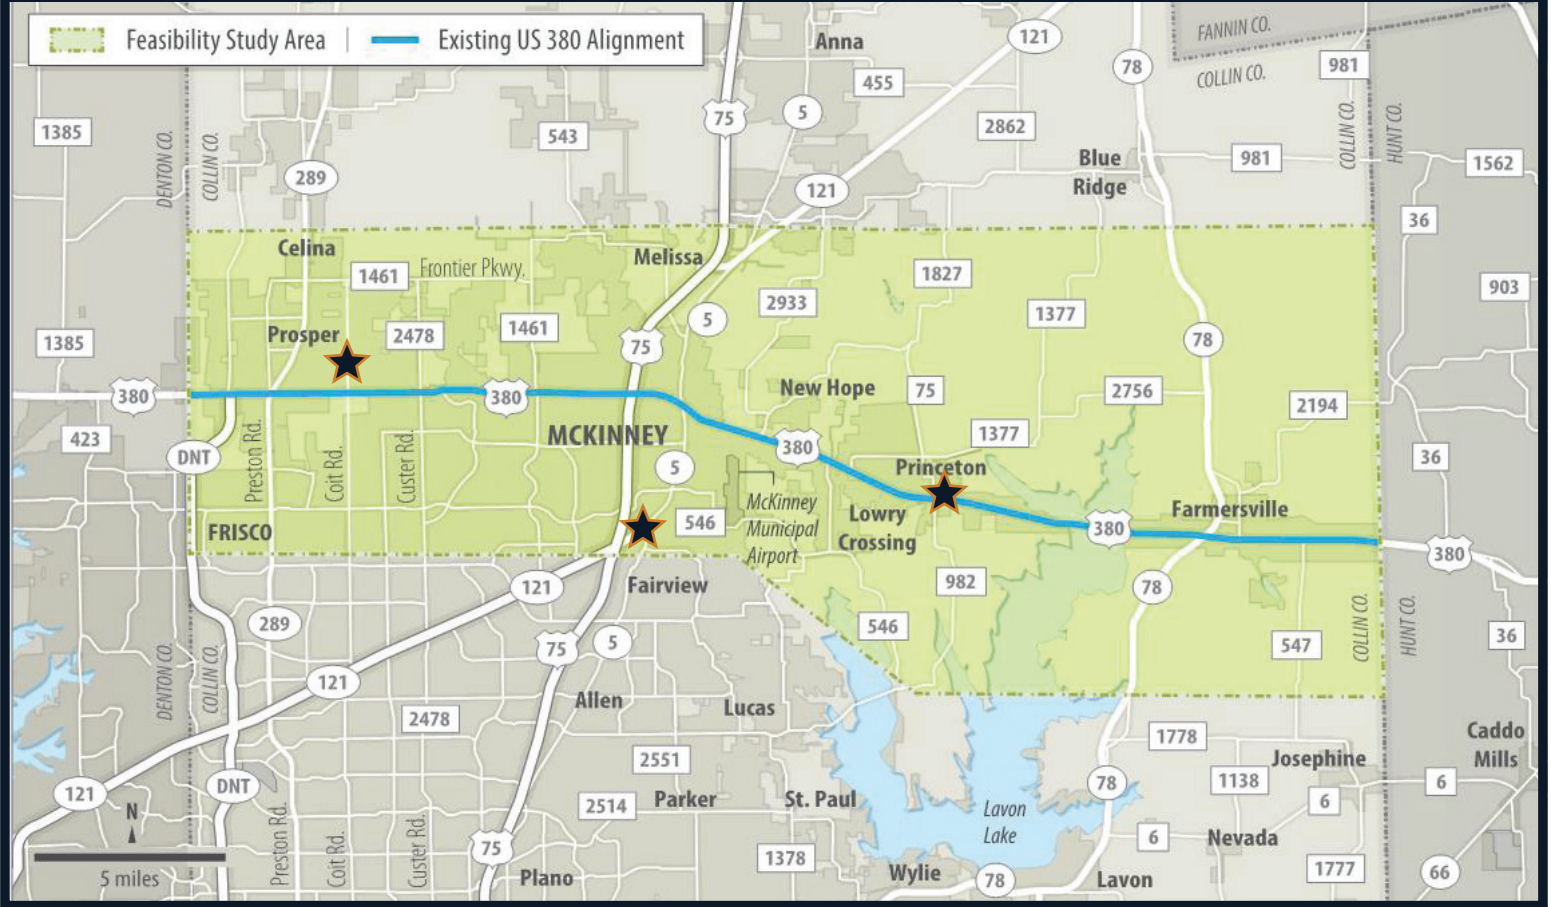 Feasibility Study Area | Existing US 380 Alignment
Anna
121
78
FANNIN CO.
COLLIN CO.
981
455
75
5
2862
1385
543
DENTON CO.
COLLIN CO.
COLLIN CO.
HUNT CO.
Blue
Ridge
981
1562
289
121
36
Celina
Melissa
1461
Frontier Pkwy.
1827
903
2933
1377
Prosper
2478
1461
5
1385
75
78
380
380
New Hope
75
2756
2194
423
MCKINNEY
380
1377
DNT
Preston Rd.
Coit Rd.
Custer Rd.
5
Princeton
36
McKinney
Municipal
Airport
FRISCO
546
Lowry
Crossing
380
Farmersville
380
121
Fairview
982
78
289
75
5
546
COLLIN CO.
HUNT CO.
36
547
DENTON CO.
COLLIN CO.
121
Allen
Lucas
2478
1778
Caddo
Mills
2551
Josephine
121
DNT
78
1138
6
6
N
2514
Parker
St. Paul
Lavon
Lake
Preston Rd.
Coit Rd.
Custer Rd.
75
6
Nevada
1378
5 miles
Plano
Wylie
78
Lavon
1777
66